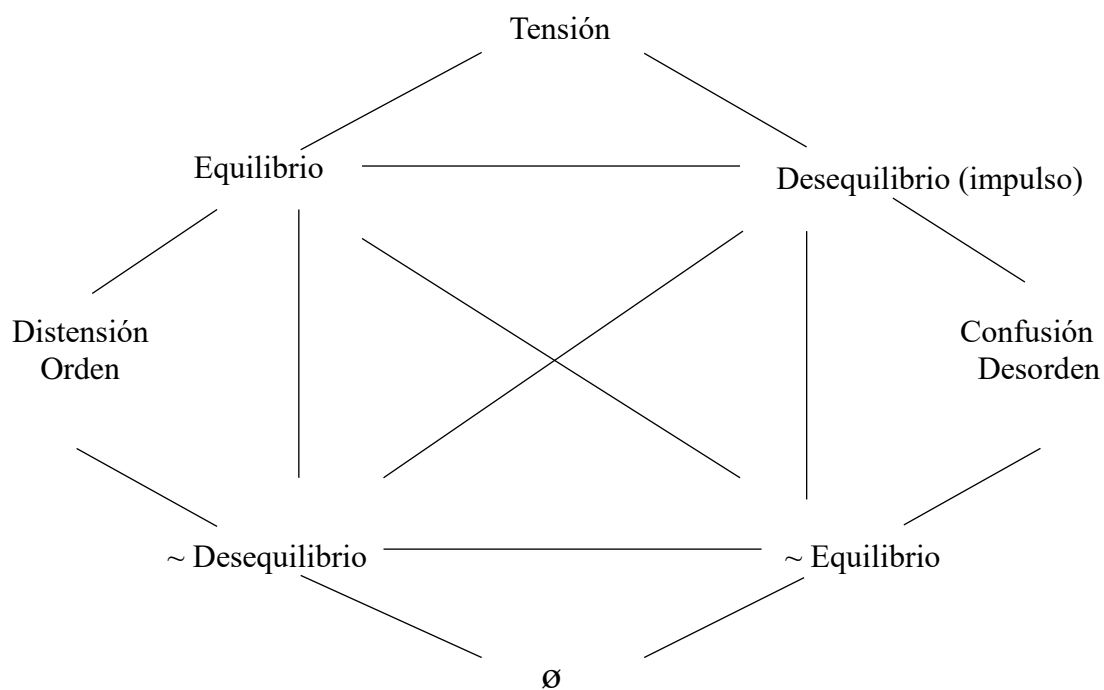 Tensión
Equilibrio
Desequilibrio (impulso)
Distensión
Orden
Confusión
Desorden
~ Desequilibrio
~ Equilibrio
ø